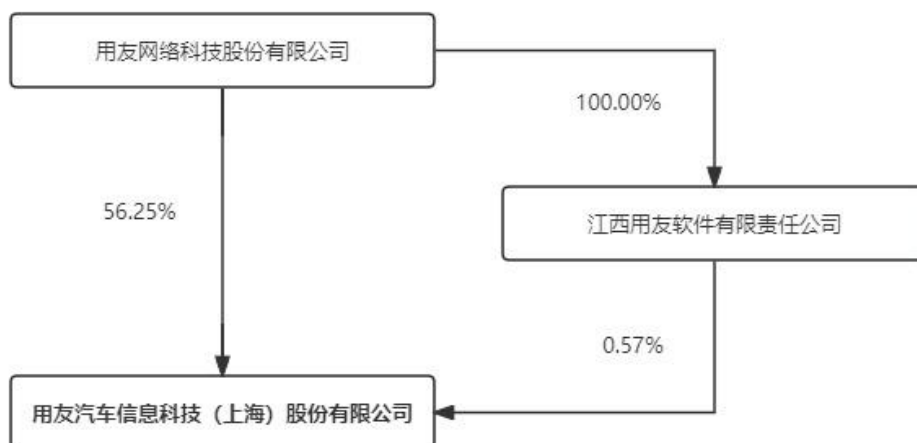 用友网络科技股份有限公司
100.00%
56.25%
江西用友软件有限责任公司
0.57%
用友汽车信息科技（上海）股份有限公司